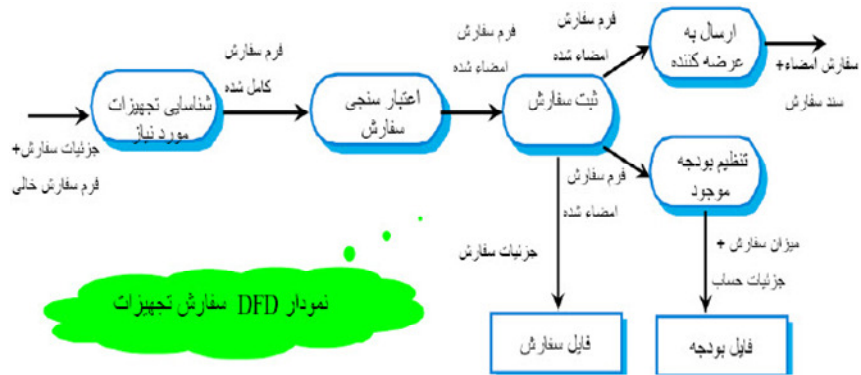 جزئیات سفارش+
فرم سفارش خالی
شناسایی تجهیزات
مورد نیاز
فرم سفارش
کامل شده
اعتبار سنجی
سفارش
فرم سفارش
امضاء شده
ثبت سفارش
فرم سفارش
امضاء شده
ارسال به
عرضه کننده
سفارش امضاء+
سند سفارش
فرم سفارش
امضاء شده
تنظیم بودجه
موجود
جزئیات سفارش
فایل سفارش
میزان سفارش +
جزئیات حساب
فایل بودجه
نمودار DFD سفارش تجهیزات